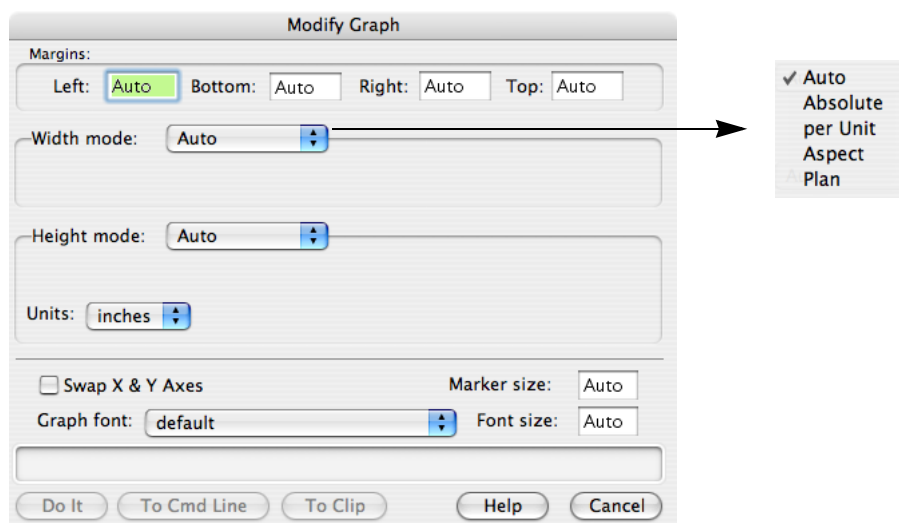 Modify Graph
Margins:
Left: Auto Bottom: Auto Right: Auto Top: Auto
Width mode: Auto
✓ Auto
Absolute
per Unit
Aspect
Plan
Height mode: Auto
Units: inches
Swap X & Y Axes Marker size: Auto
Graph font: default Font size: Auto
Do It To Cmd Line To Clip Help Cancel